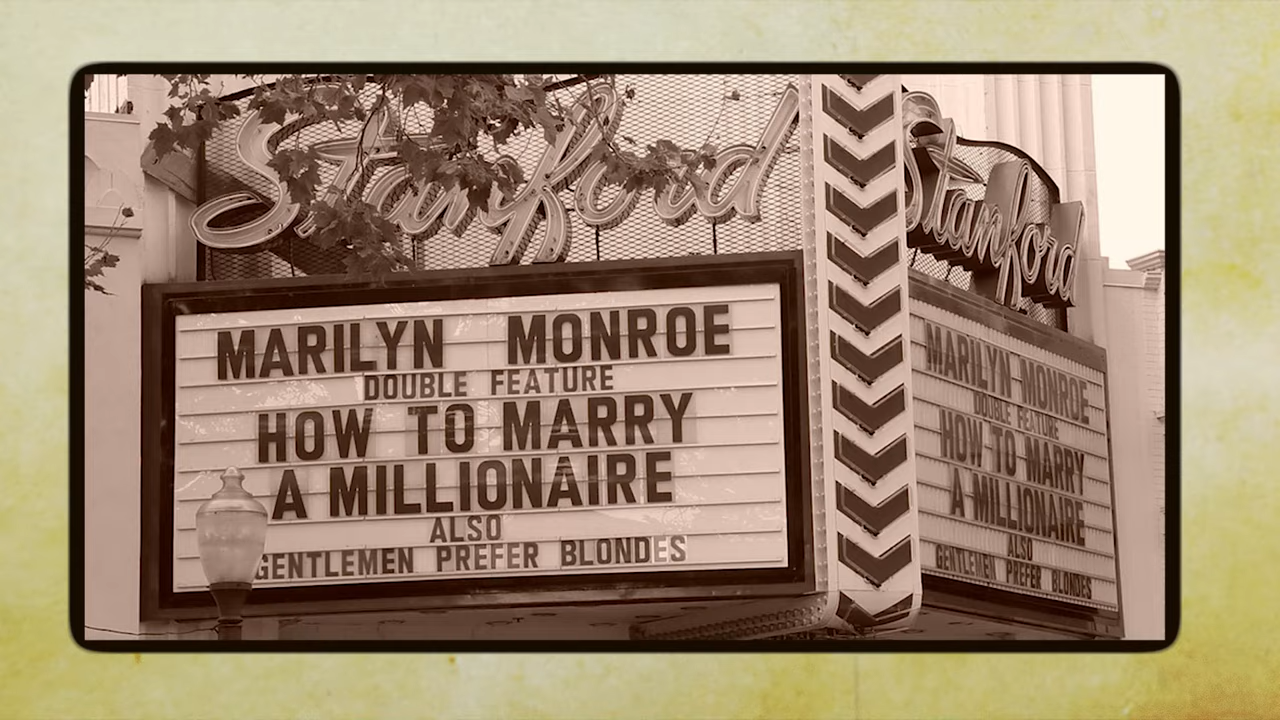 Stanford
MARILYN MONROE
DOUBLE FEATURE
HOW TO MARRY
A MILLIONAIRE
ALSO
GENTLEMEN PREFER BLONDES
Stanford
MARILYN MONROE
DOUBLE FEATURE
HOW TO MARRY
A MILLIONAIRE
ALSO
GENTLEMEN PREFER BLONDES